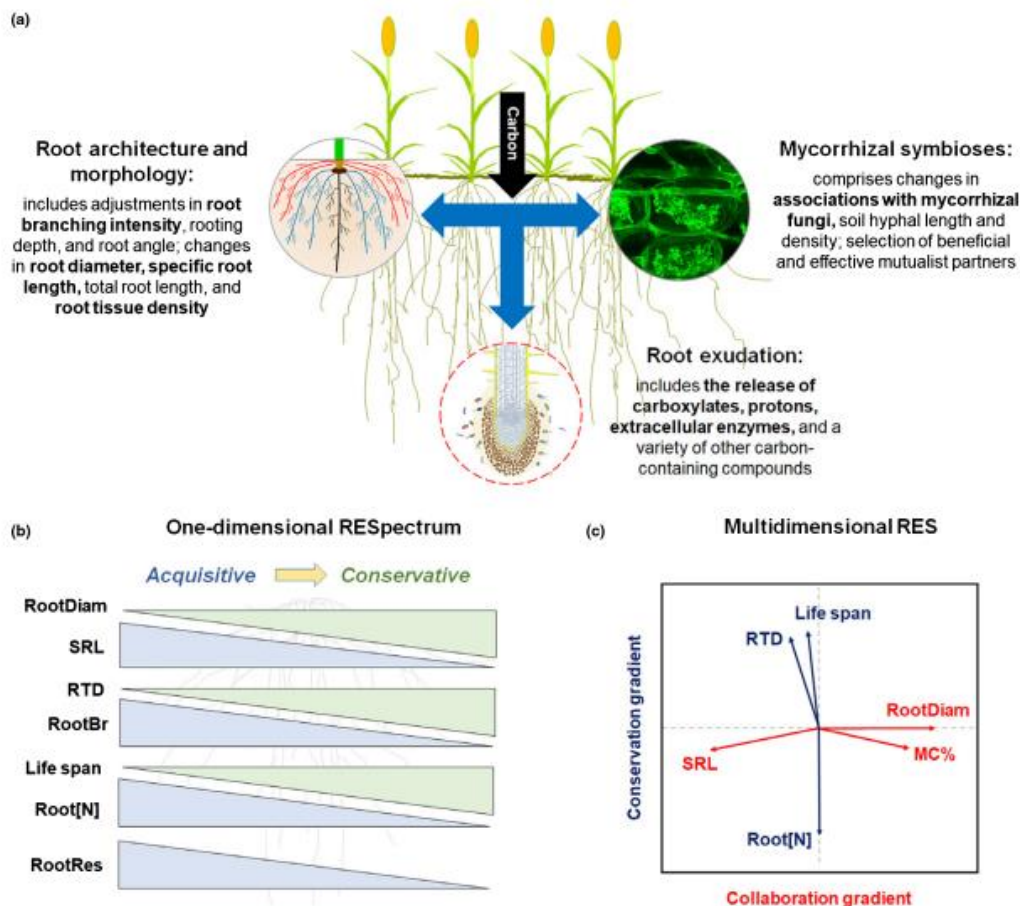 (a)
Carbon
Root architecture and
morphology:
includes adjustments in root
branching intensity, rooting
depth, and root angle; changes
in root diameter, specific root
length, total root length, and
root tissue density
Mycorrhizal symbioses:
comprises changes in
associations with mycorrhizal
fungi, soil hyphal length and
density; selection of beneficial
and effective mutualist partners
Root exudation:
includes the release of
carboxylates, protons,
extracellular enzymes, and a
variety of other carbon-
containing compounds
(b)
One-dimensional RESpectrum
Acquisitive
Conservative
RootDiam
SRL
RTD
RootBr
Life span
Root[N]
RootRes
(c)
Multidimensional RES
Conservation gradient
Life span
RTD
RootDiam
MC%
SRL
Root[N]
Collaboration gradient